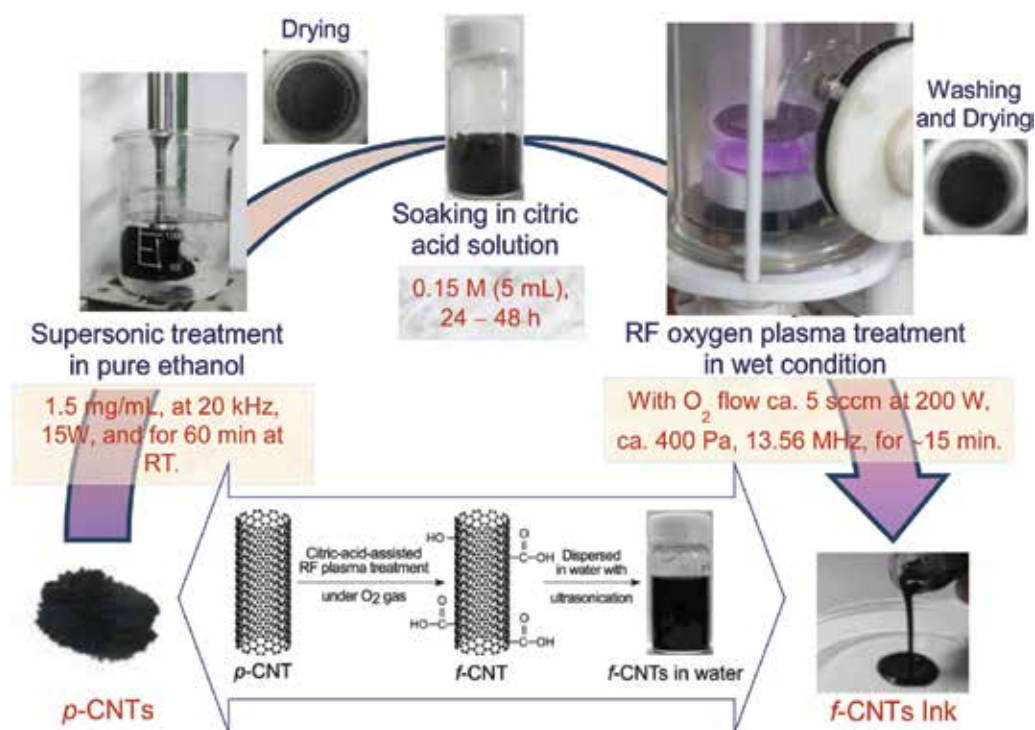 Drying
Washing
and Drying
Soaking in citric
acid solution
0.15 M (5 mL),
24 – 48 h
Supersonic treatment
in pure ethanol
1.5 mg/mL, at 20 kHz,
15W, and for 60 min at
RT.
RF oxygen plasma treatment
in wet condition
With O₂ flow ca. 5 sccm at 200 W,
ca. 400 Pa, 13.56 MHz, for ~15 min.
Citric-acid-assisted
RF plasma treatment
under O₂ gas
HO
O
C
OH
O
HO
C
O
C
OH
Dispersed
in water with
ultrasonication
p-CNT
f-CNT
f-CNTs in water
p-CNTs
f-CNTs Ink